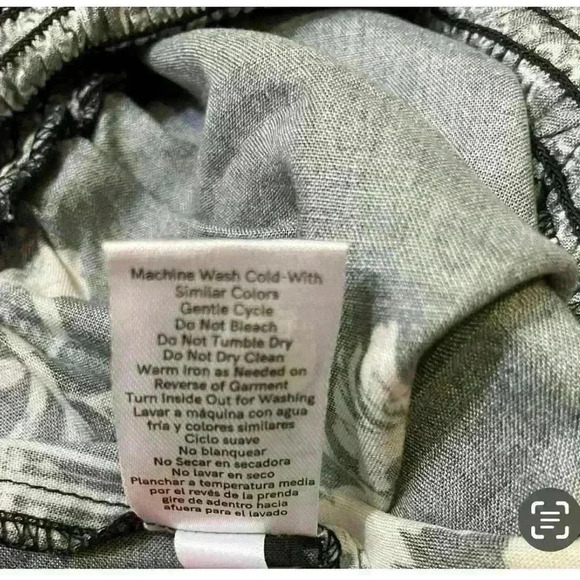 Machine Wash Cold-With
Similar Colors
Gentle Cycle
Do Not Bleach
Do Not Tumble Dry
Do Not Dry Clean
Warm Iron as Needed on
Reverse of Garment
Turn Inside Out for Washing
Lavar a máquina con agua
fría y colores similares
Ciclo suave
No blanquear
No Secar en secadora
No lavar en seco
Planchar a temperatura media
por el revés de la prenda
gire de adentro hacia
afuera para el lavado